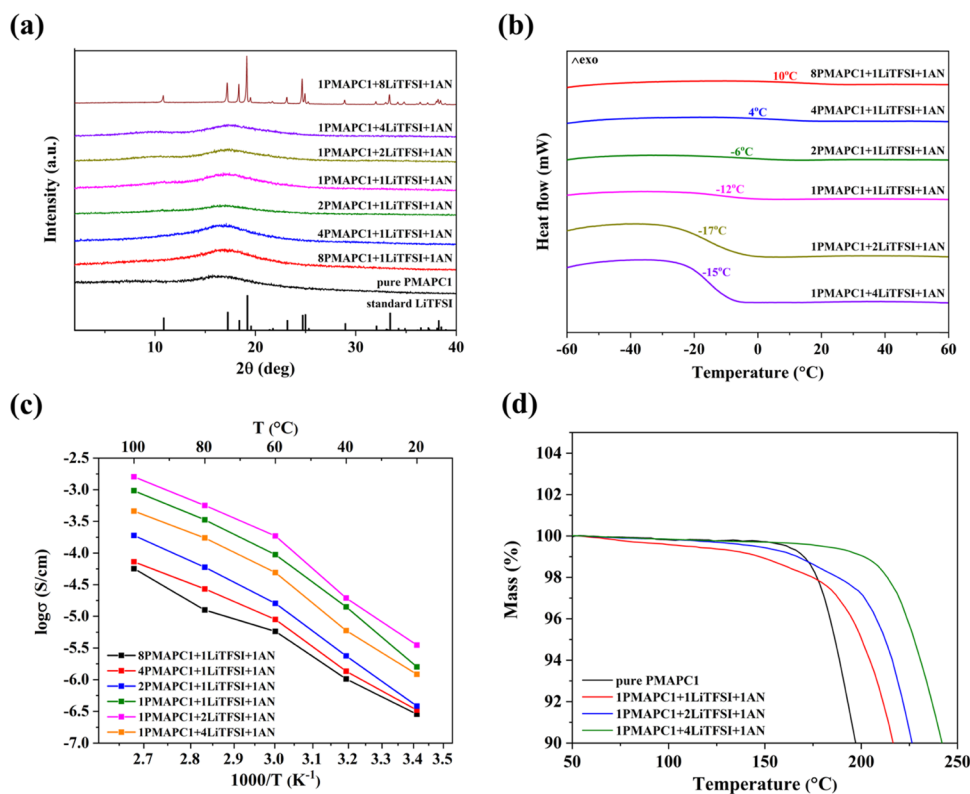 (a)
Intensity (a.u.)
1PMAPC1+8LiTFSI+1AN
1PMAPC1+4LiTFSI+1AN
1PMAPC1+2LiTFSI+1AN
1PMAPC1+1LiTFSI+1AN
2PMAPC1+1LiTFSI+1AN
4PMAPC1+1LiTFSI+1AN
8PMAPC1+1LiTFSI+1AN
pure PMAPC1
standard LiTFSI
10 20 30 40
2θ (deg)
(b)
Heat flow (mW)
^exo
10°C 8PMAPC1+1LiTFSI+1AN
4°C 4PMAPC1+1LiTFSI+1AN
-6°C 2PMAPC1+1LiTFSI+1AN
-12°C 1PMAPC1+1LiTFSI+1AN
-17°C 1PMAPC1+2LiTFSI+1AN
-15°C 1PMAPC1+4LiTFSI+1AN
-60 -40 -20 0 20 40 60
Temperature (°C)
(c)
T (°C)
100 80 60 40 20
logσ (S/cm)
-2.5
-3.0
-3.5
-4.0
-4.5
-5.0
-5.5
-6.0
-6.5
-7.0
8PMAPC1+1LiTFSI+1AN
4PMAPC1+1LiTFSI+1AN
2PMAPC1+1LiTFSI+1AN
1PMAPC1+1LiTFSI+1AN
1PMAPC1+2LiTFSI+1AN
1PMAPC1+4LiTFSI+1AN
2.7 2.8 2.9 3.0 3.1 3.2 3.3 3.4 3.5
1000/T (K⁻¹)
(d)
Mass (%)
104
102
100
98
96
94
92
90
pure PMAPC1
1PMAPC1+1LiTFSI+1AN
1PMAPC1+2LiTFSI+1AN
1PMAPC1+4LiTFSI+1AN
50 100 150 200 250
Temperature (°C)